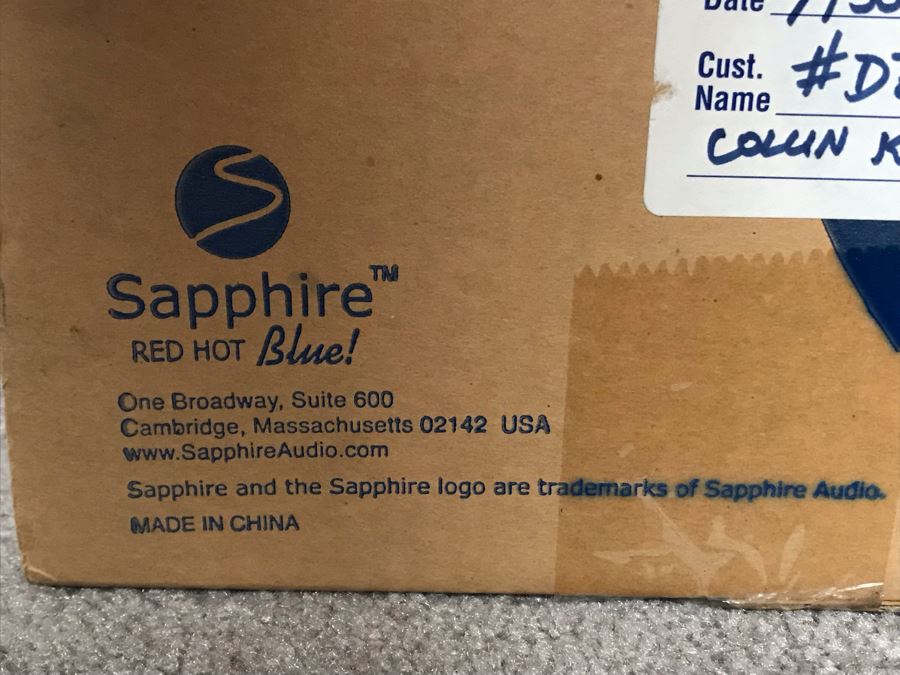 Date
Cust.
Name
COLLIN
Sapphire™
RED HOT Blue!
One Broadway, Suite 600
Cambridge, Massachusetts 02142 USA
www.SapphireAudio.com
Sapphire and the Sapphire logo are trademarks of Sapphire Audio.
MADE IN CHINA